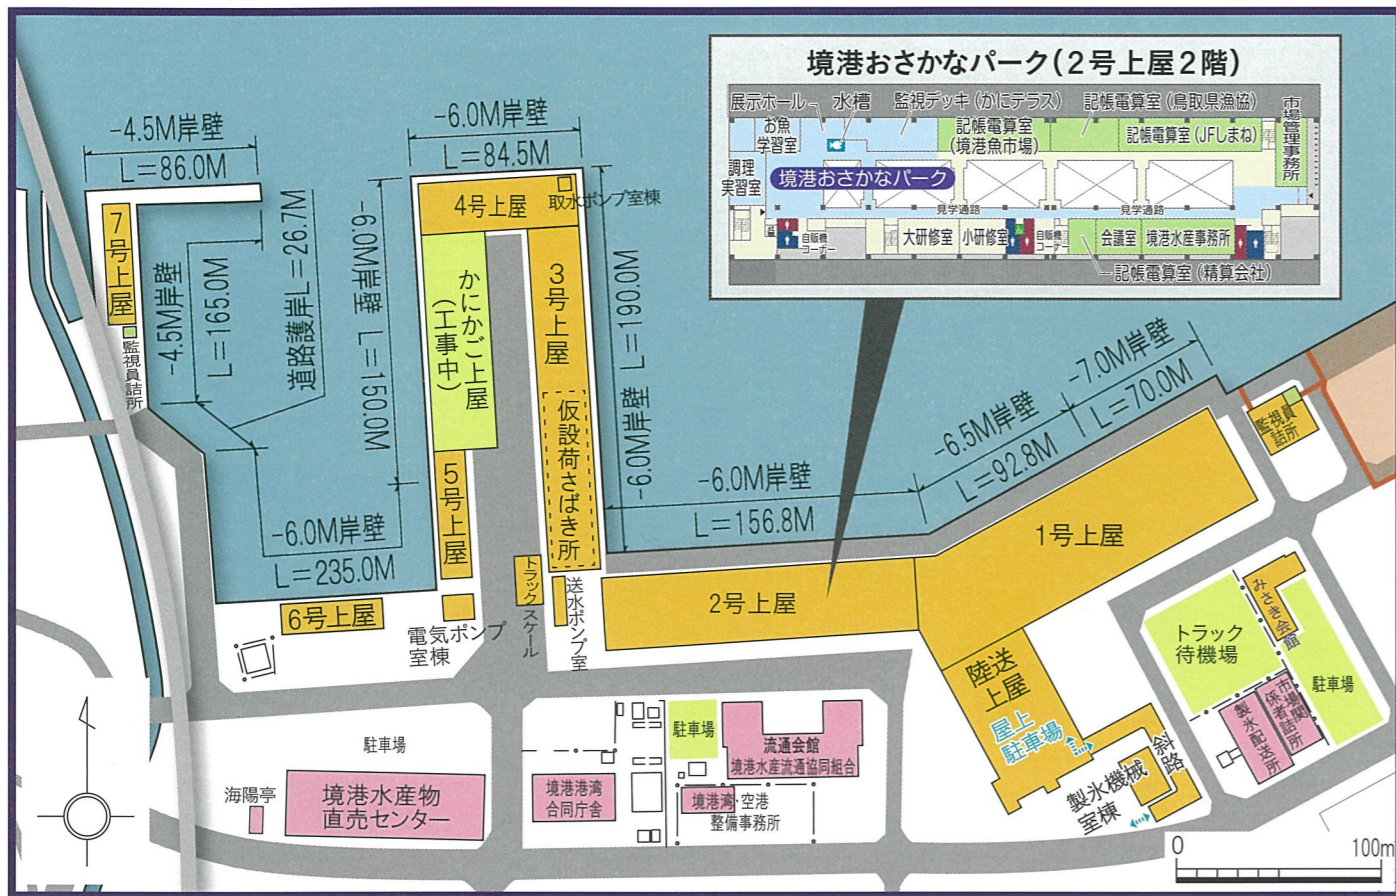 境港おさかなパーク(2号上屋2階)
展示ホール
水槽
監視デッキ(かにテラス)
記帳電算室(鳥取県漁協)
市場管理事務所
お魚
学習室
記帳電算室
(境港魚市場)
記帳電算室(JFしまね)
調理
実習室
境港おさかなパーク
見学通路
見学通路
自販機
コーナー
大研修室
小研修室
自販機
コーナー
会議室
境港水産事務所
記帳電算室(精算会社)
-4.5M岸壁
L=86.0M
-6.0M岸壁
L=84.5M
7号上屋
監視員詰所
-4.5M岸壁
L=165.0M
道路護岸L=26.7M
-6.0M岸壁 L=150.0M
4号上屋
取水ポンプ室棟
かにかご上屋
(工事中)
3号上屋
-6.0M岸壁 L=190.0M
仮設荷さばき所
5号上屋
-6.0M岸壁
L=235.0M
-6.0M岸壁
L=156.8M
-6.5M岸壁
L=92.8M
-7.0M岸壁
L=70.0M
監視員
詰所
1号上屋
2号上屋
6号上屋
電気ポンプ
室棟
トラックスケール
送水ポンプ室
陸送
上屋
屋上
駐車場
製氷機械
室棟
斜路
トラック
待機場
みさき会館
駐車場
市場関
係者詰所
製氷配送所
駐車場
海陽亭
境港水産物
直売センター
境港港湾
合同庁舎
駐車場
流通会館
境港水産流通協同組合
境港湾・空港
整備事務所
0
100m